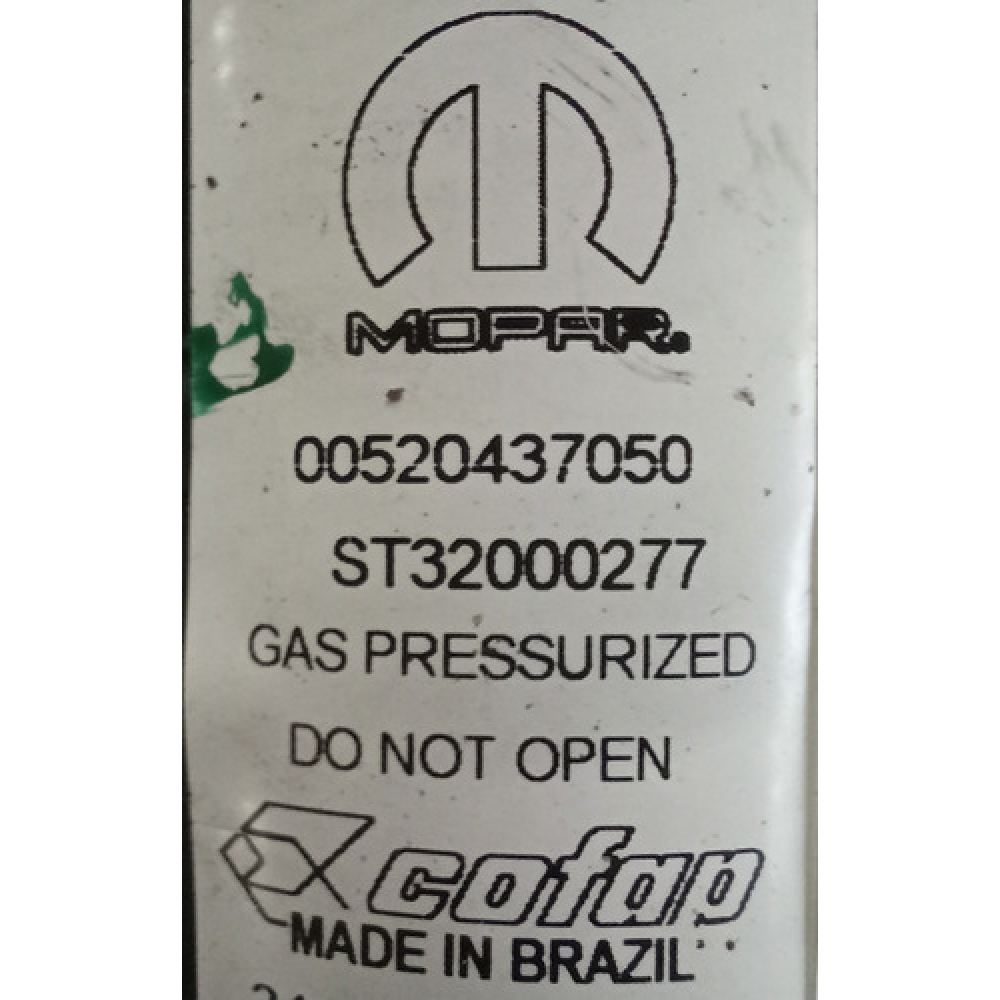 MOPAR
00520437050
ST32000277
GAS PRESSURIZED
DO NOT OPEN
cofap
MADE IN BRAZIL